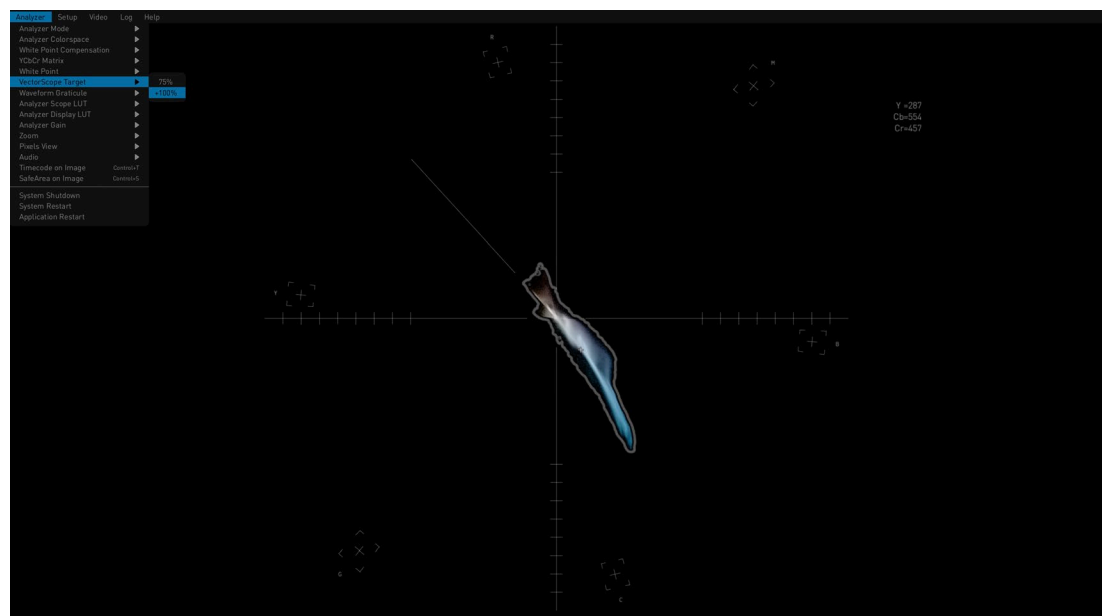 Analyzer Setup Video Log Help
Analyzer Mode
Analyzer Colorspace
White Point Compensation
YCbCr Matrix
White Point
VectorScope Target
75%
Waveform Graticule
+100%
Analyzer Scope LUT
Analyzer Display LUT
Analyzer Gain
Zoom
Pixels View
Audio
Timecode on Image Control+T
SafeArea on Image Control+S
System Shutdown
System Restart
Application Restart
R
M
Y =287
Cb=554
Cr=457
Y
B
G
C